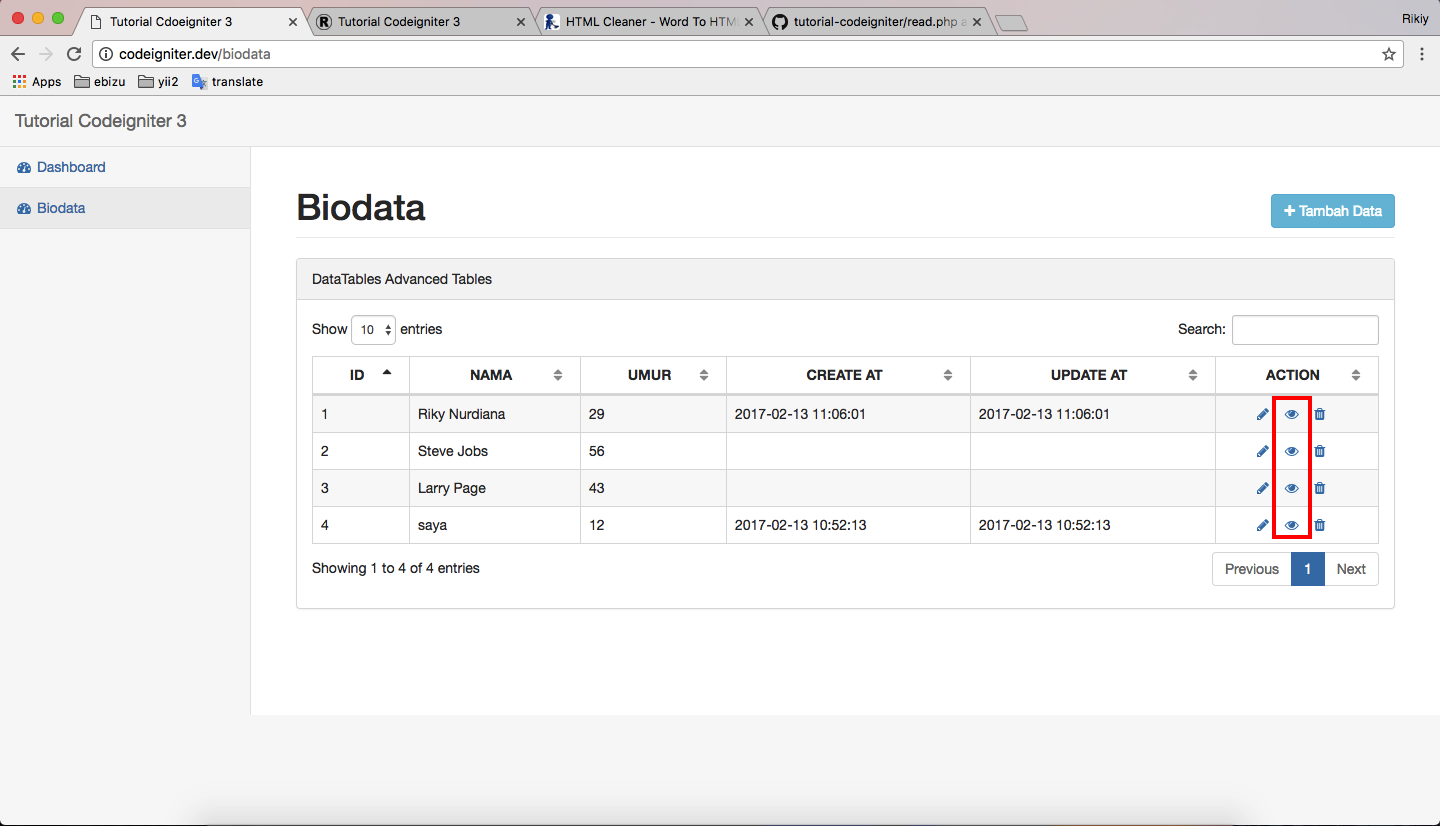 Tutorial Cdoeigniter 3 Tutorial Codeigniter 3 HTML Cleaner - Word To HTM tutorial-codeigniter/read.php a Rikiy
codeigniter.dev/biodata
Apps ebizu yii2 translate
Tutorial Codeigniter 3
Dashboard
Biodata
Biodata
+ Tambah Data
DataTables Advanced Tables
Show 10 entries Search:
ID NAMA UMUR CREATE AT UPDATE AT ACTION
1 Riky Nurdiana 29 2017-02-13 11:06:01 2017-02-13 11:06:01
2 Steve Jobs 56
3 Larry Page 43
4 saya 12 2017-02-13 10:52:13 2017-02-13 10:52:13
Showing 1 to 4 of 4 entries Previous 1 Next